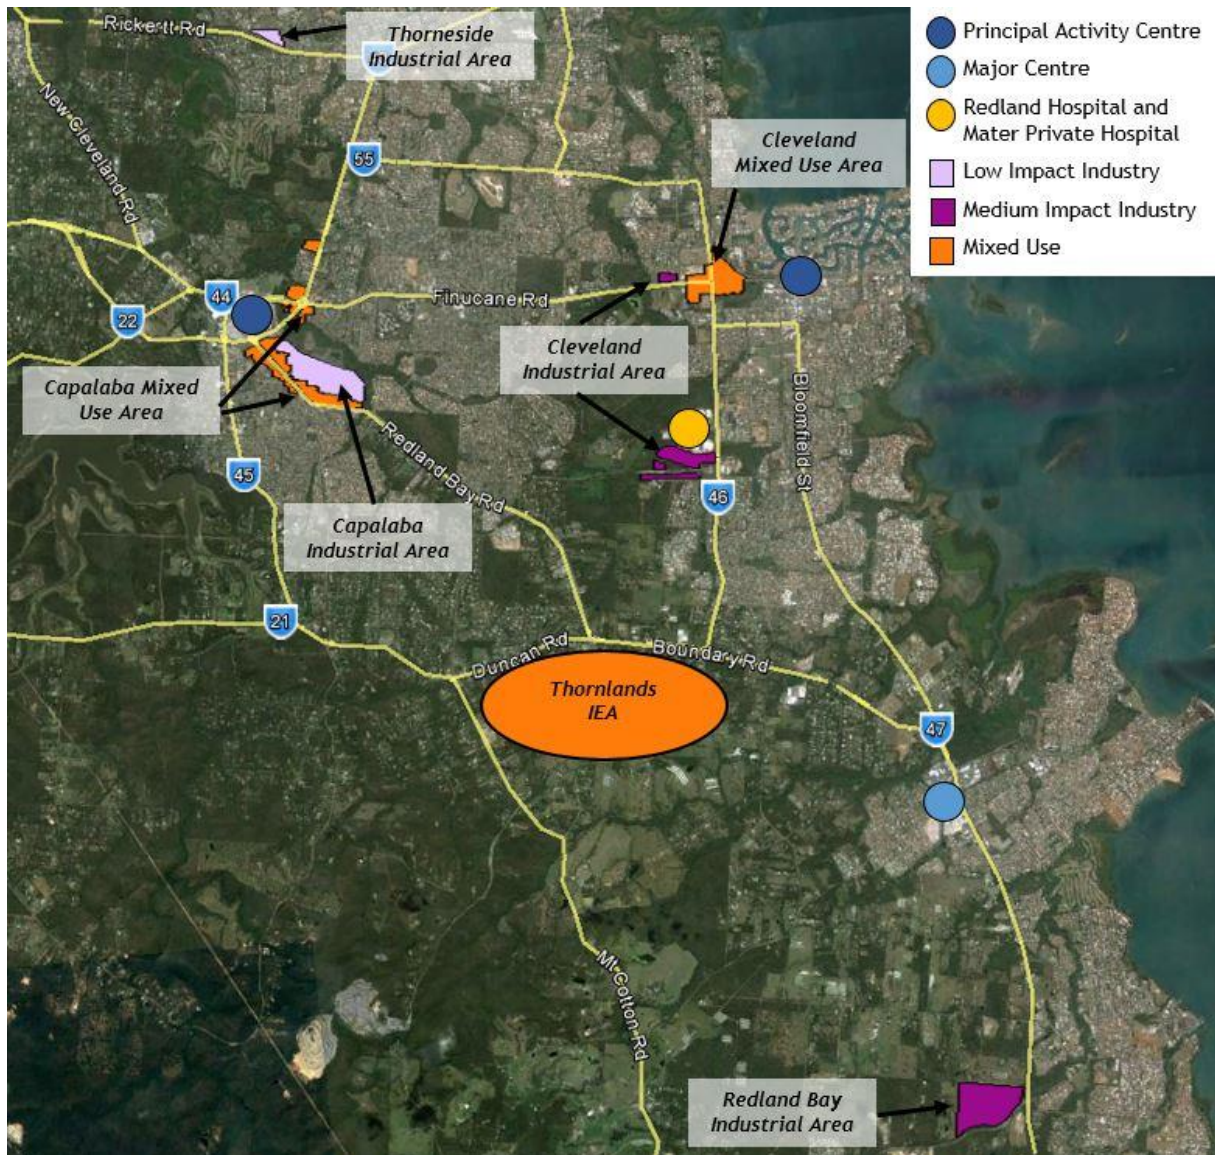 Rickertt Rd
Thorneside
Industrial Area
New Cleveland Rd
55
Cleveland
Mixed Use Area
Principal Activity Centre
Major Centre
Redland Hospital and
Mater Private Hospital
Low Impact Industry
Medium Impact Industry
Mixed Use
44
22
Finucane Rd
Cleveland
Industrial Area
Capalaba Mixed
Use Area
Redland Bay Rd
Bloomfield St
45
46
Capalaba
Industrial Area
21
Duncan Rd
Boundary Rd
Thornlands
IEA
47
Mt Cotton Rd
Redland Bay
Industrial Area